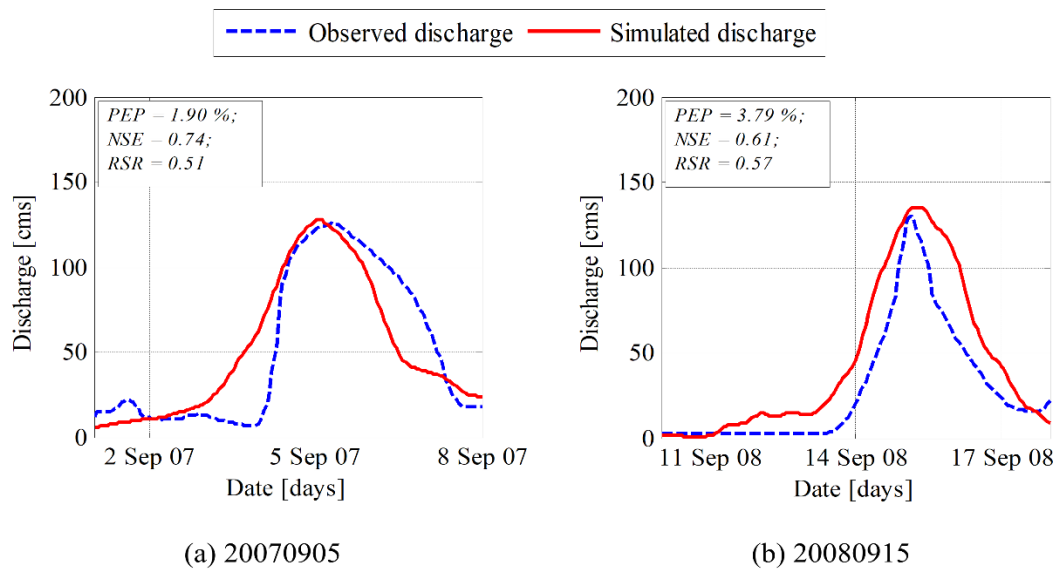 Observed discharge Simulated discharge
200
150
100
50
0
Discharge [cms]
PEP = 1.90 %;
NSE = 0.74;
RSR = 0.51
2 Sep 07 5 Sep 07 8 Sep 07
Date [days]
(a) 20070905
200
150
100
50
0
Discharge [cms]
PEP = 3.79 %;
NSE = 0.61;
RSR = 0.57
11 Sep 08 14 Sep 08 17 Sep 08
Date [days]
(b) 20080915